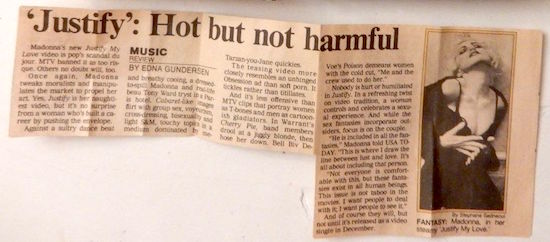 'Justify': Hot but not harmful
Madonna's new Justify My
Love video is pop's scandal du
jour. MTV banned it as too ris-
que. Others no doubt will, too.
Once again, Madonna
tweaks moralists and manipu-
lates the market to propel her
art. Yes, Justify is her naughti-
est video, but it's no surprise
from a woman who's built a ca-
reer by pushing the envelope.
Against a sultry dance beat
MUSIC
REVIEW
BY EDNA GUNDERSEN
and breathy cooing, a dressed-
to-spill Madonna and real-life
beau Tony Ward tryst in a Paris
hotel. Cabaret-like images
flirt with group sex, voyeurism,
cross-dressing, bisexuality and
light S&M, touchy topics in a
medium dominated by
Tarzan-you-Jane quickies.
The teasing video more
closely resembles an unhinged
Obsession ad than soft porn. It
tickles rather than titillates.
And it's less offensive than
MTV clips that portray women
as T-bones and men as cartoon-
ish gladiators. In Warrant's
Cherry Pie, band members
drool at a jiggly blonde, then
hose her down. Bell Biv De-
Voe's Poison demeans women
with the cold cut, "Me and the
crew used to do her."
Nobody is hurt or humiliated
in Justify. In a refreshing twist
on video tradition, a woman
controls and celebrates a sexu-
al experience. And while the
sex fantasies incorporate out-
siders, focus is on the couple.
"He is included in all the fan-
tasies," Madonna told USA TO-
DAY. "This is where I draw the
line between lust and love. It's
all about including that person.
"Not everyone is comfort-
able with this, but these fanta-
sies exist in all human beings.
This issue is not taboo in the
movies. I want people to deal
with it; I want people to see it."
And of course they will, but
not until it's released as a video
single in December.
By Stephane Sednaoui
FANTASY: Madonna, in her
steamy 'Justify My Love.'